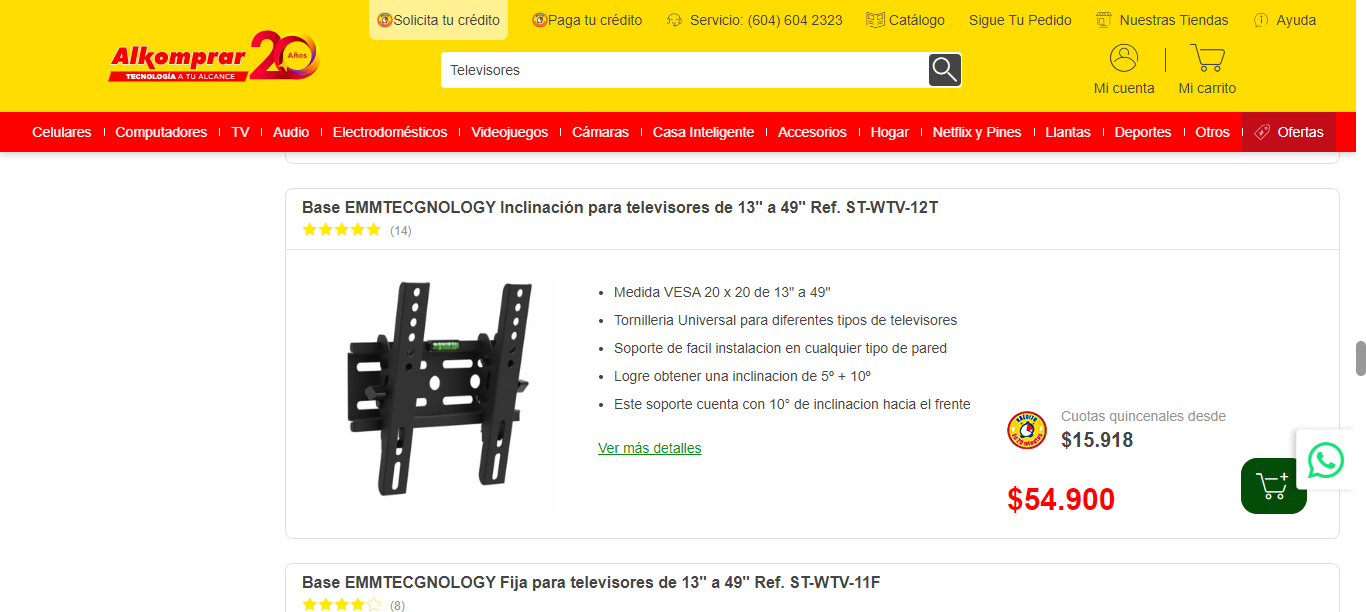 Solicita tu crédito
Paga tu crédito
Servicio: (604) 604 2323
Catálogo
Sigue Tu Pedido
Nuestras Tiendas
Ayuda
Alkomprar 20 Años
TECNOLOGÍA A TU ALCANCE
Televisores
Mi cuenta
Mi carrito
Celulares
Computadores
TV
Audio
Electrodomésticos
Videojuegos
Cámaras
Casa Inteligente
Accesorios
Hogar
Netflix y Pines
Llantas
Deportes
Otros
Ofertas
Base EMMTECGNOLOGY Inclinación para televisores de 13" a 49" Ref. ST-WTV-12T
(14)
Medida VESA 20 x 20 de 13" a 49"
Tornilleria Universal para diferentes tipos de televisores
Soporte de facil instalacion en cualquier tipo de pared
Logre obtener una inclinacion de 5º + 10º
Este soporte cuenta con 10° de inclinacion hacia el frente
Ver más detalles
Cuotas quincenales desde
$15.918
$54.900
Base EMMTECGNOLOGY Fija para televisores de 13" a 49" Ref. ST-WTV-11F
(8)